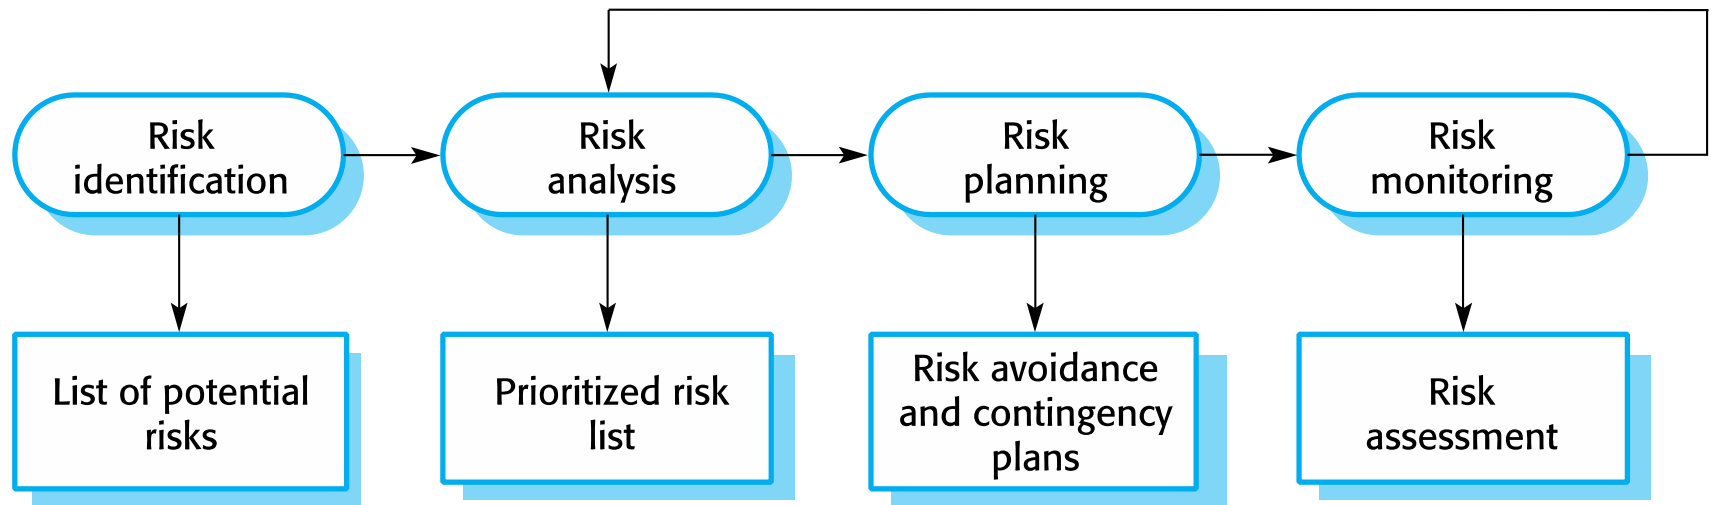 Risk
identification
Risk
analysis
Risk
planning
Risk
monitoring
List of potential
risks
Prioritized risk
list
Risk avoidance
and contingency
plans
Risk
assessment